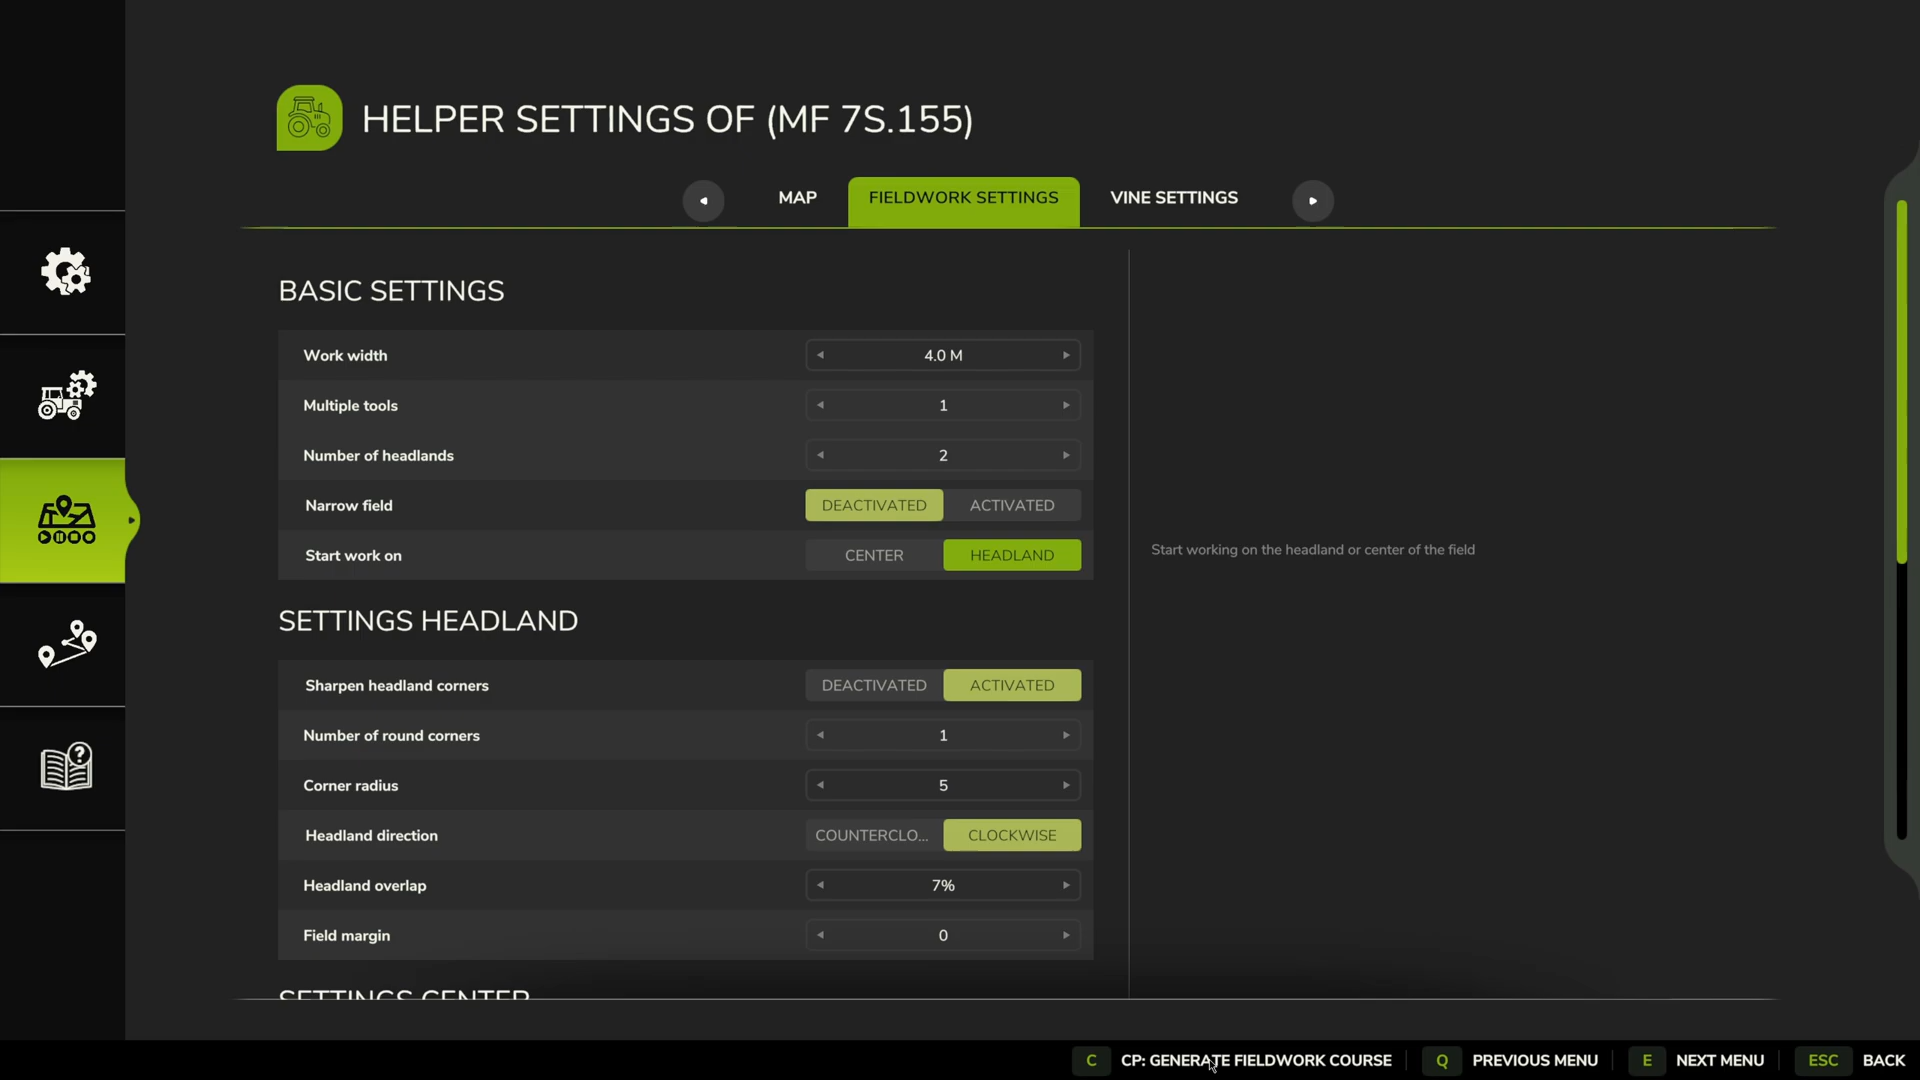 HELPER SETTINGS OF (MF 7S.155)
MAP
FIELDWORK SETTINGS
VINE SETTINGS
BASIC SETTINGS
Work width
4.0 M
Multiple tools
1
Number of headlands
2
Narrow field
DEACTIVATED
ACTIVATED
Start work on
CENTER
HEADLAND
Start working on the headland or center of the field
SETTINGS HEADLAND
Sharpen headland corners
DEACTIVATED
ACTIVATED
Number of round corners
1
Corner radius
5
Headland direction
COUNTERCLO...
CLOCKWISE
Headland overlap
7%
Field margin
0
SETTINGS CENTER
C CP: GENERATE FIELDWORK COURSE
Q PREVIOUS MENU
E NEXT MENU
ESC BACK